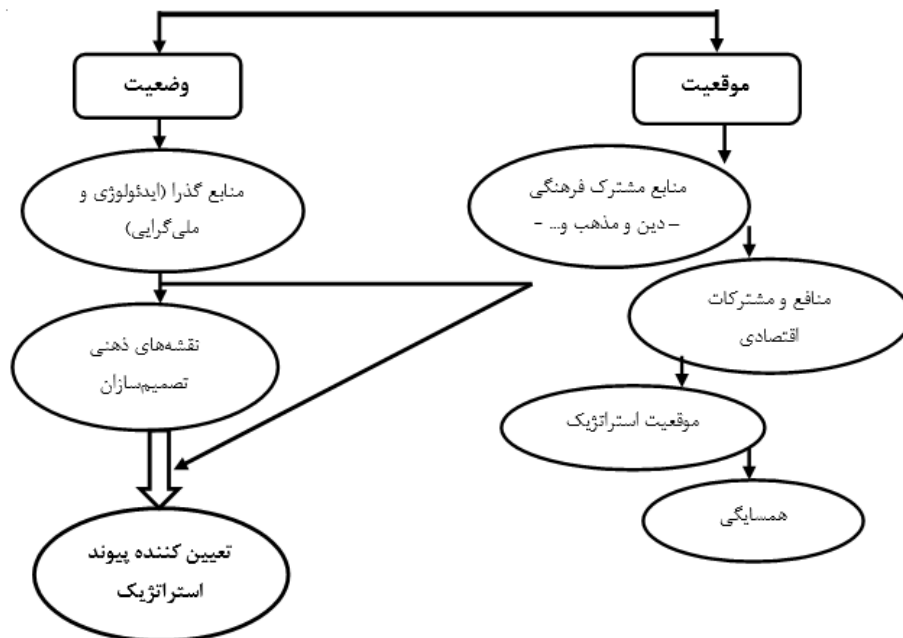 موقعیت
منابع مشترک فرهنگی
– دین و مذهب و... -
منافع و مشترکات
اقتصادی
موقعیت استراتژیک
همسایگی
وضعیت
منابع گذرا (ایدئولوژی و
ملی‌گرایی)
نقشه‌های ذهنی
تصمیم‌سازان
تعیین کننده پیوند
استراتژیک